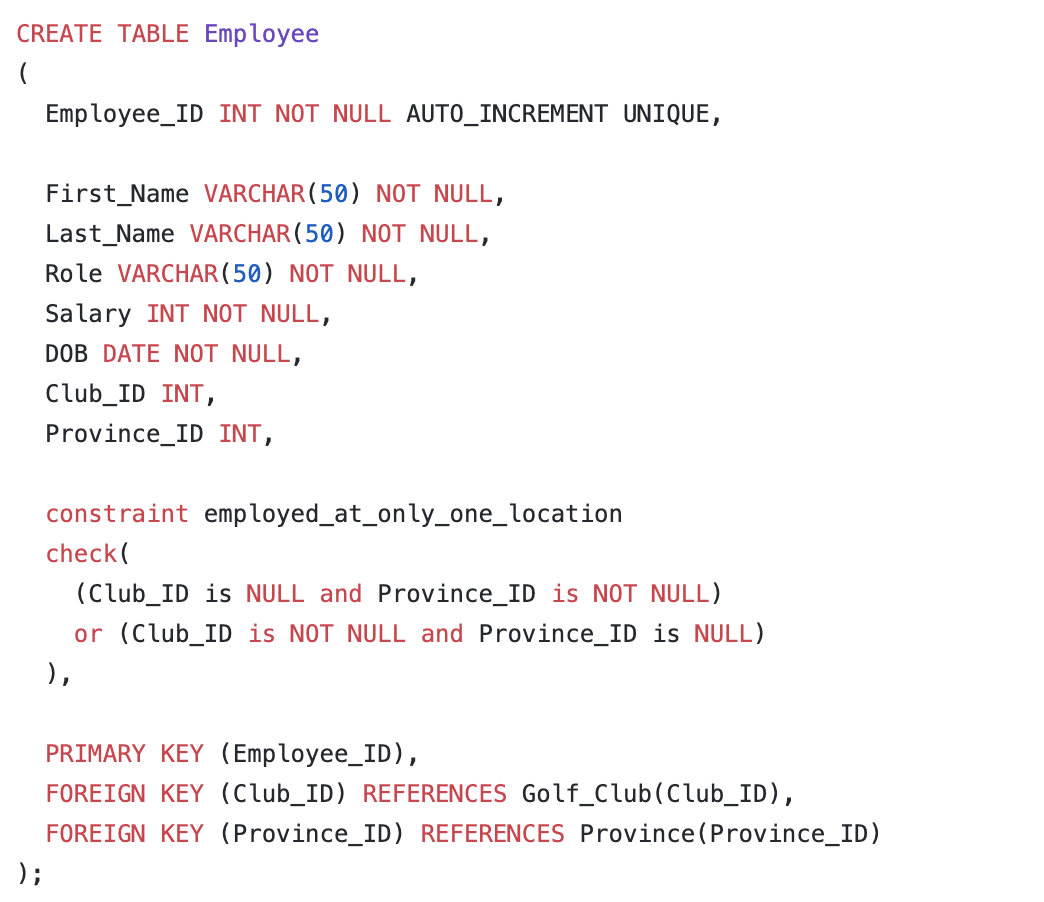 CREATE TABLE Employee
(
  Employee_ID INT NOT NULL AUTO_INCREMENT UNIQUE,

  First_Name VARCHAR(50) NOT NULL,
  Last_Name VARCHAR(50) NOT NULL,
  Role VARCHAR(50) NOT NULL,
  Salary INT NOT NULL,
  DOB DATE NOT NULL,
  Club_ID INT,
  Province_ID INT,

  constraint employed_at_only_one_location
  check(
    (Club_ID is NULL and Province_ID is NOT NULL)
    or (Club_ID is NOT NULL and Province_ID is NULL)
  ),

  PRIMARY KEY (Employee_ID),
  FOREIGN KEY (Club_ID) REFERENCES Golf_Club(Club_ID),
  FOREIGN KEY (Province_ID) REFERENCES Province(Province_ID)
);